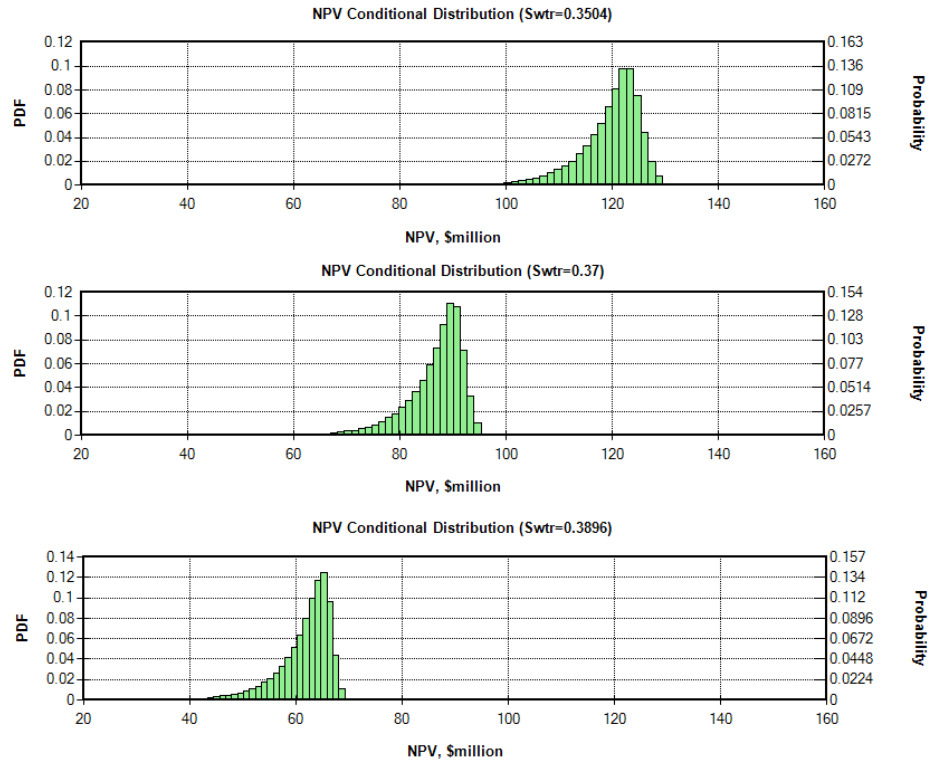 NPV Conditional Distribution (Swtr=0.3504)
0.12 0.163
0.1 0.136
0.08 0.109
0.06 0.0815
0.04 0.0543
0.02 0.0272
0 0
PDF
Probability
20 40 60 80 100 120 140 160
NPV, $million
NPV Conditional Distribution (Swtr=0.37)
0.12 0.154
0.1 0.128
0.08 0.103
0.06 0.077
0.04 0.0514
0.02 0.0257
0 0
PDF
Probability
20 40 60 80 100 120 140 160
NPV, $million
NPV Conditional Distribution (Swtr=0.3896)
0.14 0.157
0.12 0.134
0.1 0.112
0.08 0.0896
0.06 0.0672
0.04 0.0448
0.02 0.0224
0 0
PDF
Probability
20 40 60 80 100 120 140 160
NPV, $million